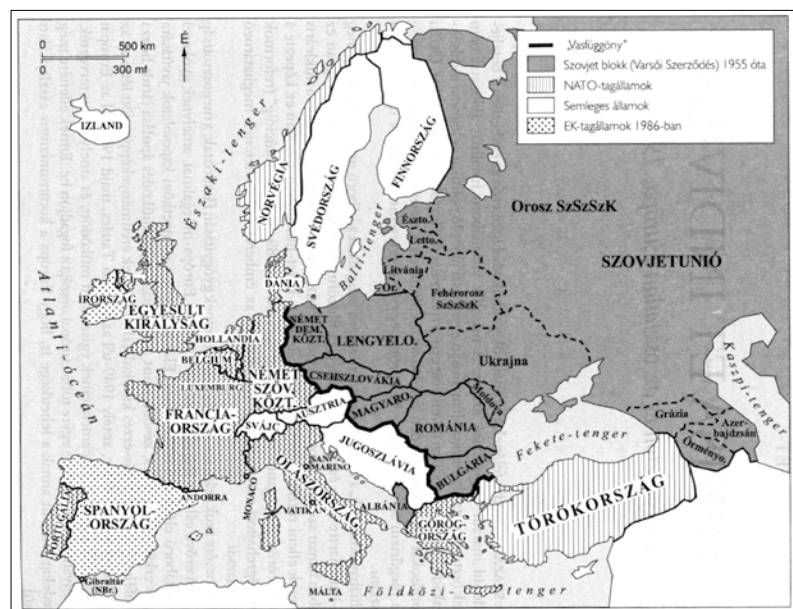 0 500 km
0 300 mf
É
„Vasfüggöny"
Szovjet blokk (Varsói Szerződés) 1955 óta
NATO-tagállamok
Semleges államok
EK-tagállamok 1986-ban
IZLAND
Északi-tenger
NORVÉGIA
SVÉDORSZÁG
FINNORSZÁG
Balti-tenger
Orosz SzSzSzK
SZOVJETUNIÓ
Észto.
Letto.
Litvánia
Or.
Fehérorosz
SzSzSzK
DÁNIA
Atlanti-óceán
É.
ÍRORSZÁG
EGYESÜLT
KIRÁLYSÁG
HOLLANDIA
BELGIUM
LUXEMBURG
NÉMET
DEM.
KÖZT.
LENGYELO.
NÉMET
SZÖV.
KÖZT.
CSEHSZLOVÁKIA
Ukrajna
Moldova
FRANCIA-
ORSZÁG
SVÁJC
AUSZTRIA
MAGYARO.
ROMÁNIA
JUGOSZLÁVIA
BULGÁRIA
Fekete-tenger
Kaszpi-tenger
Grúzia
Azer-
bajdzsán
Örményo.
SAN
MARINO
OLASZORSZÁG
MONACO
ANDORRA
VATIKÁN
ALBÁNIA
GÖRÖG-
ORSZÁG
TÖRÖKORSZÁG
PORTUGÁLIA
SPANYOL-
ORSZÁG
Gibraltár
(NBr.)
MÁLTA
Földközi-tenger